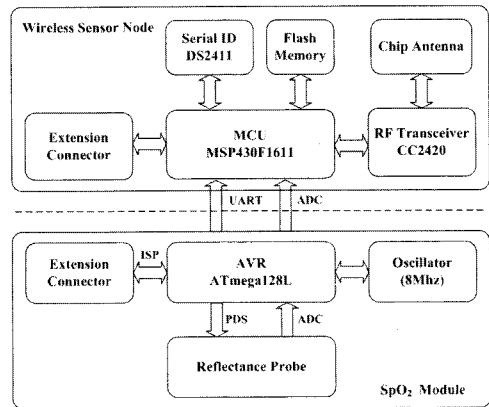 Wireless Sensor Node
Serial ID
DS2411
Flash
Memory
Chip Antenna
Extension
Connector
MCU
MSP430F1611
RF Transceiver
CC2420
UART
ADC
Extension
Connector
ISP
AVR
ATmega128L
Oscillator
(8Mhz)
PDS
ADC
Reflectance Probe
SpO₂ Module